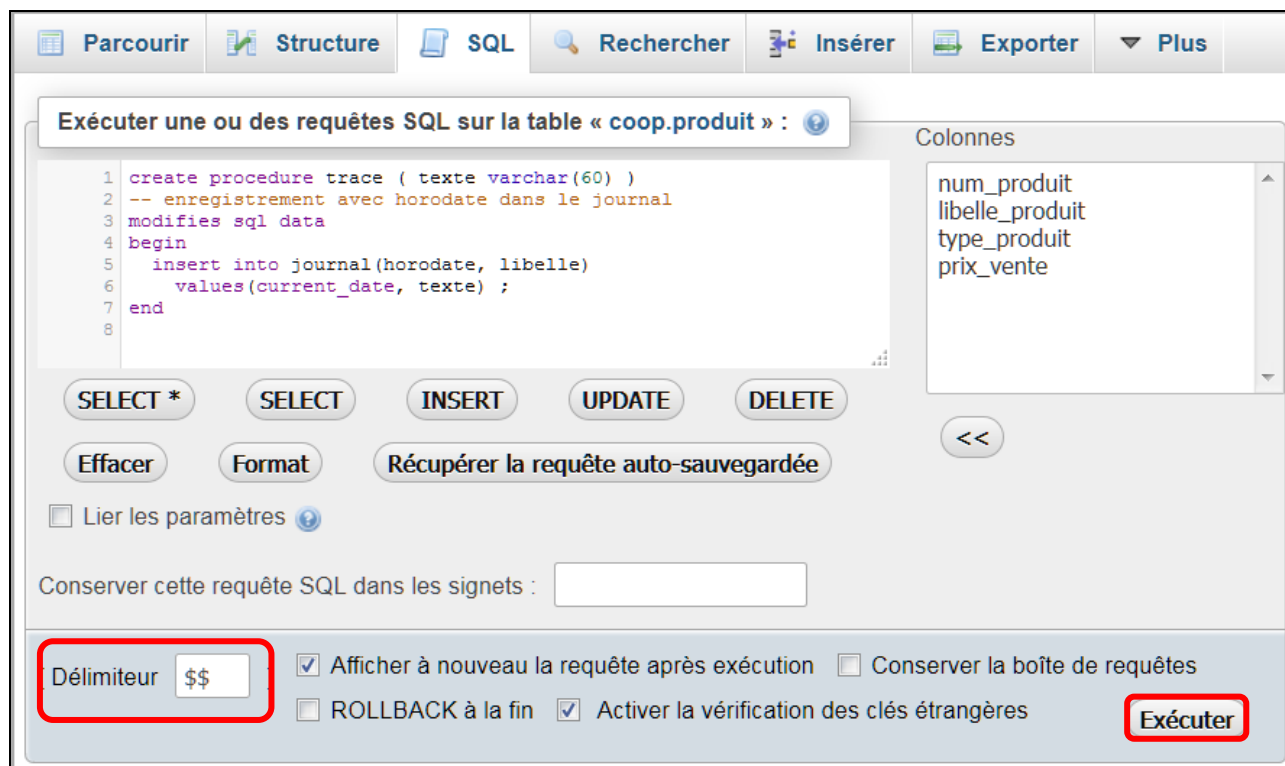 Parcourir Structure SQL Rechercher Insérer Exporter Plus
Exécuter une ou des requêtes SQL sur la table « coop.produit » :
1 create procedure trace ( texte varchar(60) )
2 -- enregistrement avec horodate dans le journal
3 modifies sql data
4 begin
5 insert into journal(horodate, libelle)
6 values(current_date, texte) ;
7 end
8
Colonnes
num_produit
libelle_produit
type_produit
prix_vente
<<
SELECT * SELECT INSERT UPDATE DELETE
Effacer Format Récupérer la requête auto-sauvegardée
Lier les paramètres
Conserver cette requête SQL dans les signets :
[ Délimiteur $$ ] Afficher à nouveau la requête après exécution Conserver la boîte de requêtes
ROLLBACK à la fin Activer la vérification des clés étrangères Exécuter